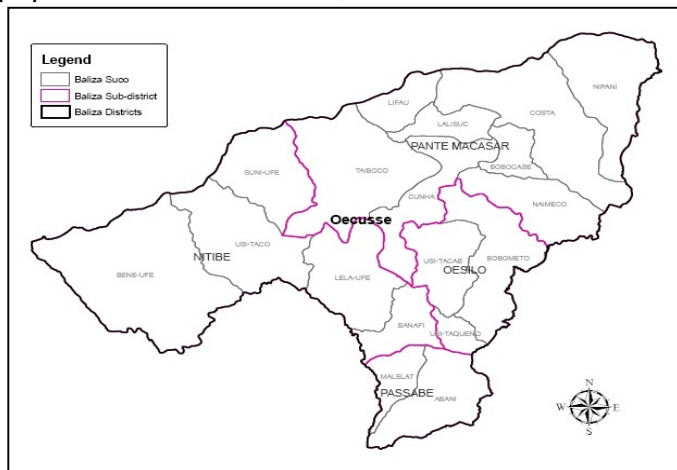 Legend
Baliza Suco
Baliza Sub-district
Baliza Districts
NIPANI
LIFAU
COSTA
LALISUC
PANTE MACASAR
BOBOCASE
SUNI-UFE
TAIBOCO
CUNHA
NAIMECO
Oecusse
USI-TACO
NITIBE
BENE-UFE
LELA-UFE
USI-TACAE
OESILO
BOBOMETO
BANAFI
USI-TAQUENO
MALELAT
PASSABE
ABANI
N
W
E
S